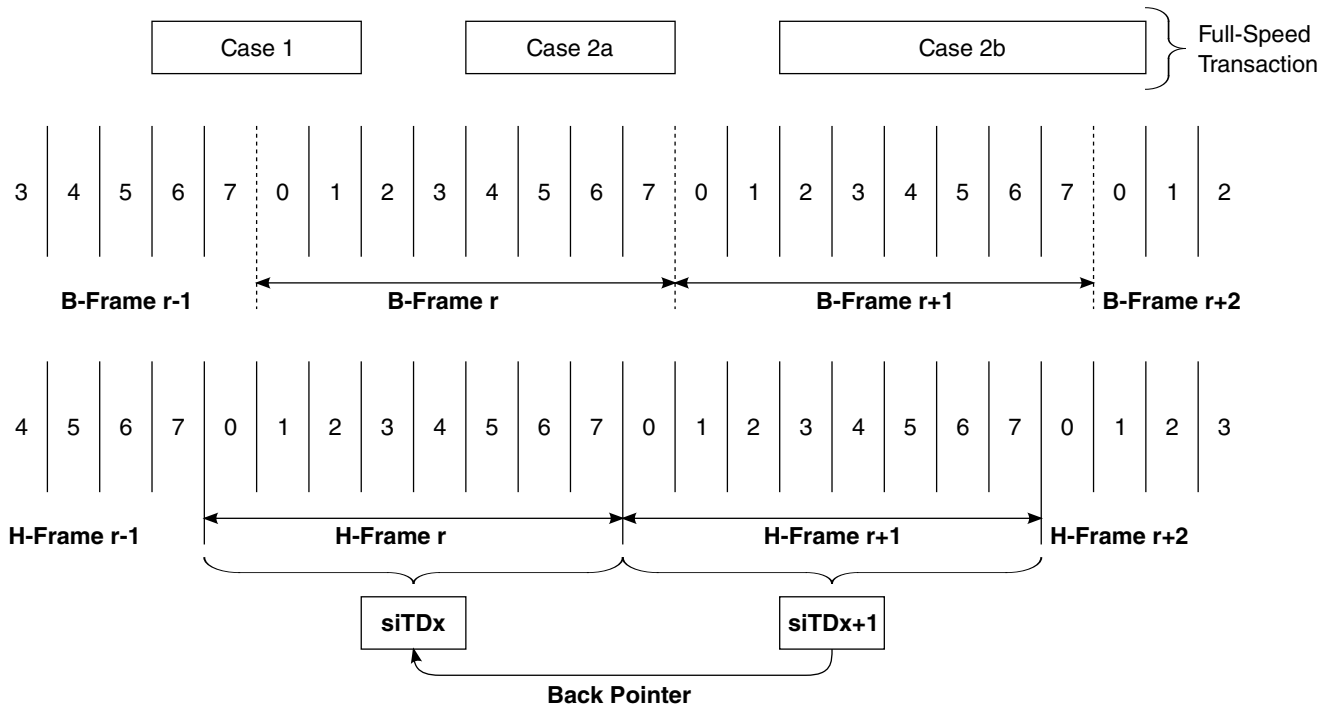 Case 1 Case 2a Case 2b
Full-Speed
Transaction
3 4 5 6 7 0 1 2 3 4 5 6 7 0 1 2 3 4 5 6 7 0 1 2
B-Frame r-1 B-Frame r B-Frame r+1 B-Frame r+2
4 5 6 7 0 1 2 3 4 5 6 7 0 1 2 3 4 5 6 7 0 1 2 3
H-Frame r-1 H-Frame r H-Frame r+1 H-Frame r+2
siTDx siTDx+1
Back Pointer